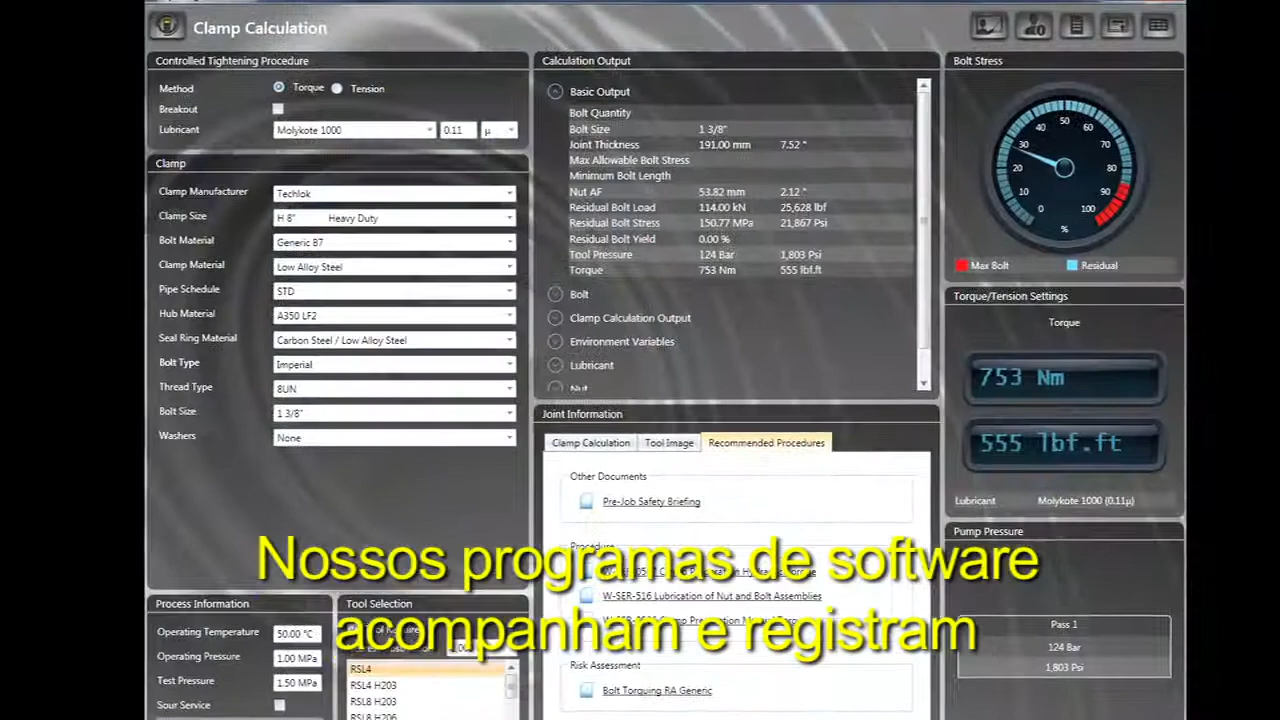 Clamp Calculation
Controlled Tightening Procedure
Method Torque Tension
Breakout
Lubricant Molykote 1000 0.11 μ
Clamp
Clamp Manufacturer Techlok
Clamp Size H 8" Heavy Duty
Bolt Material Generic B7
Clamp Material Low Alloy Steel
Pipe Schedule STD
Hub Material A350 LF2
Seal Ring Material Carbon Steel / Low Alloy Steel
Bolt Type Imperial
Thread Type 8UN
Bolt Size 1 3/8"
Washers None
Process Information
Operating Temperature 50.00 °C
Operating Pressure 1.00 MPa
Test Pressure 1.50 MPa
Sour Service
Tool Selection
RSL4
RSL4 H203
RSL8 H203
RSL8 H206
Calculation Output
Basic Output
Bolt Quantity
Bolt Size 1 3/8"
Joint Thickness 191.00 mm 7.52 "
Max Allowable Bolt Stress
Minimum Bolt Length
Nut AF 53.82 mm 2.12 "
Residual Bolt Load 114.00 kN 25,628 lbf
Residual Bolt Stress 150.77 MPa 21,867 Psi
Residual Bolt Yield 0.00 %
Tool Pressure 124 Bar 1,803 Psi
Torque 753 Nm 555 lbf.ft
Bolt
Clamp Calculation Output
Environment Variables
Lubricant
Nut
Joint Information
Clamp Calculation Tool Image Recommended Procedures
Other Documents
Pre-Job Safety Briefing
Procedure
W-SER-516 Lubrication of Nut and Bolt Assemblies
Risk Assessment
Bolt Torquing RA Generic
Bolt Stress
0 10 20 30 40 50 60 70 80 90 100
%
Max Bolt Residual
Torque/Tension Settings
Torque
753 Nm
555 lbf.ft
Lubricant Molykote 1000 (0.11μ)
Pump Pressure
Pass 1
124 Bar
1,803 Psi
Nossos programas de software
acompanham e registram